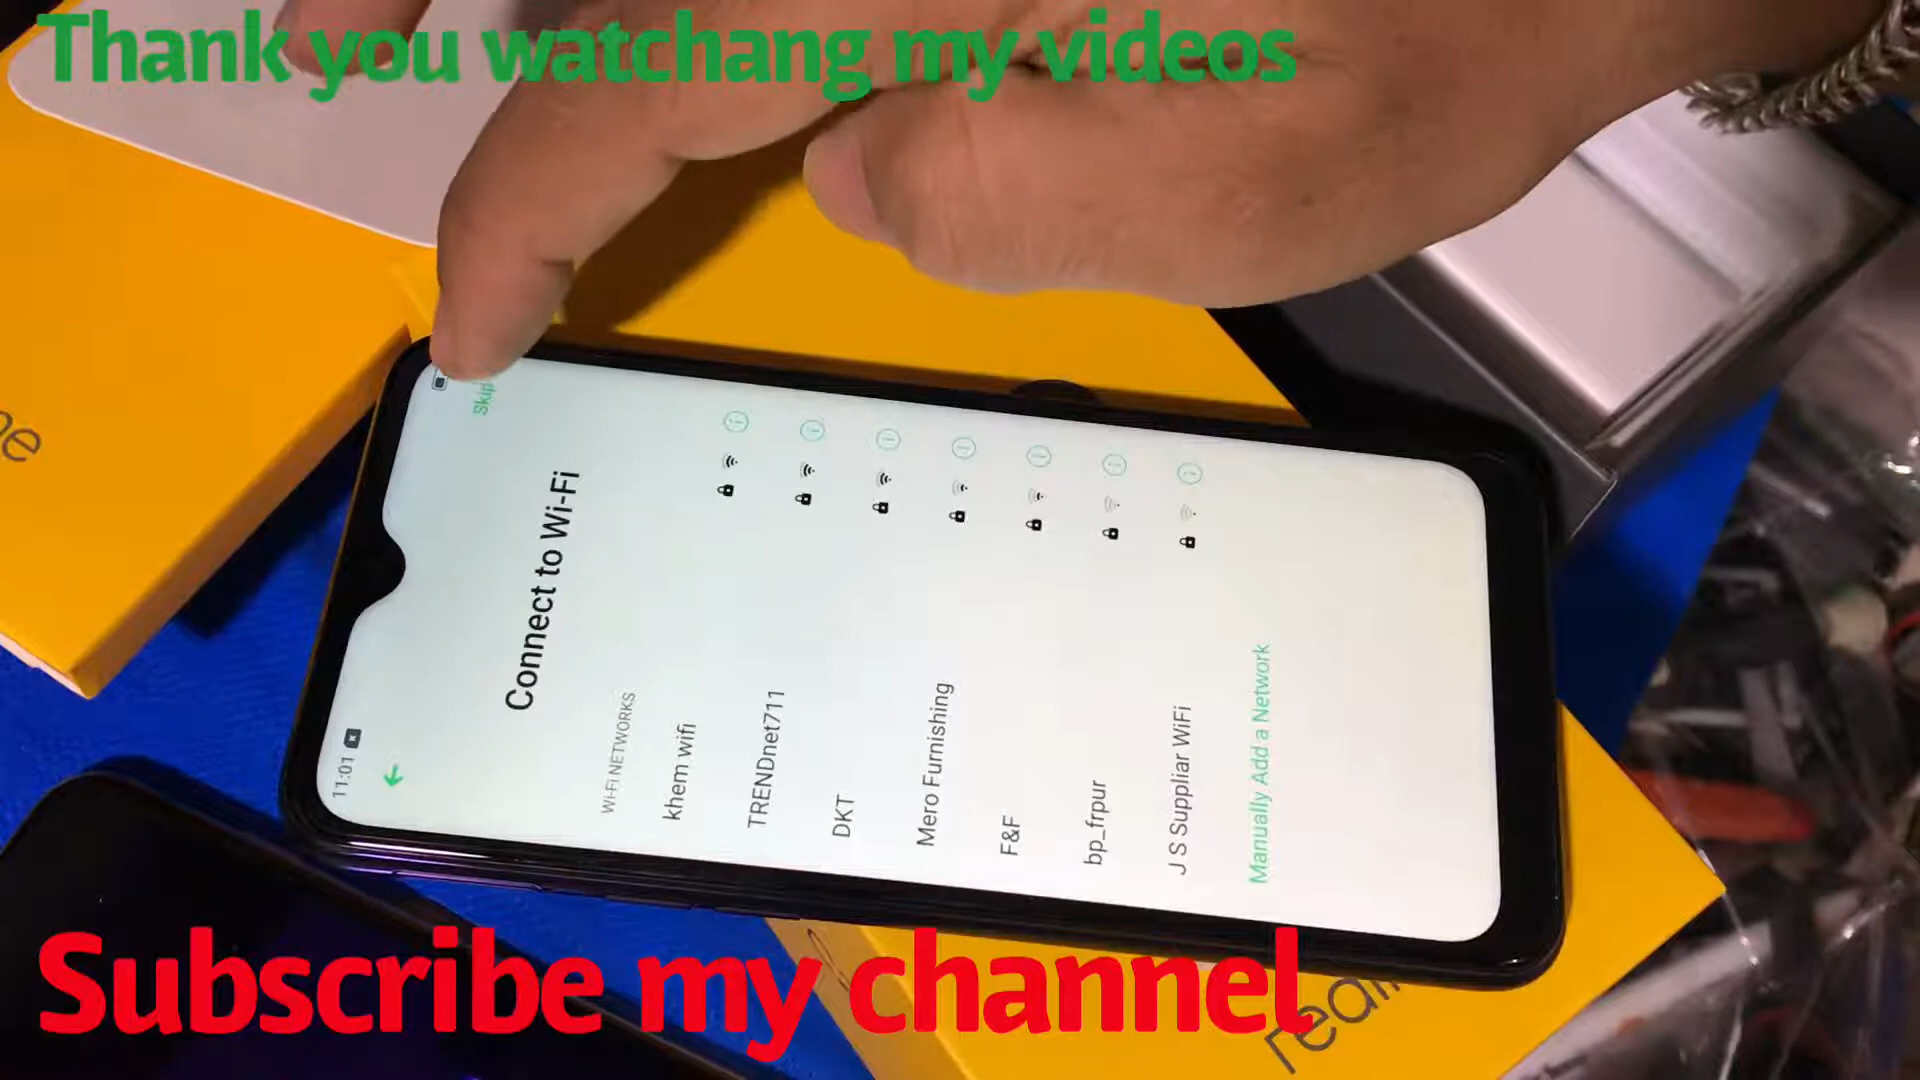 Thank you watchang my videos
11:01
Skip
Connect to Wi-Fi
Wi-Fi NETWORKS
khem wifi
TRENDnet711
DKT
Mero Furnishing
F&F
bp_frpur
J S Suppliar WiFi
Manually Add a Network
Subscribe my channel